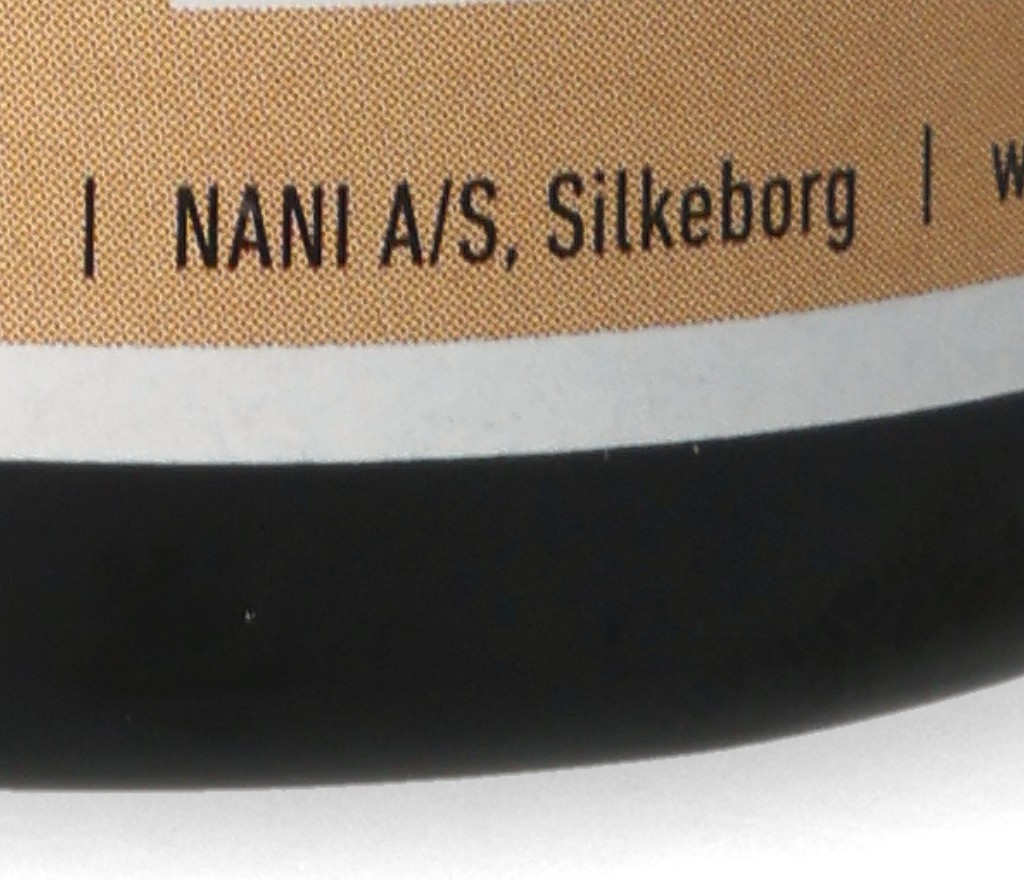 | NANI A/S, Silkeborg | w